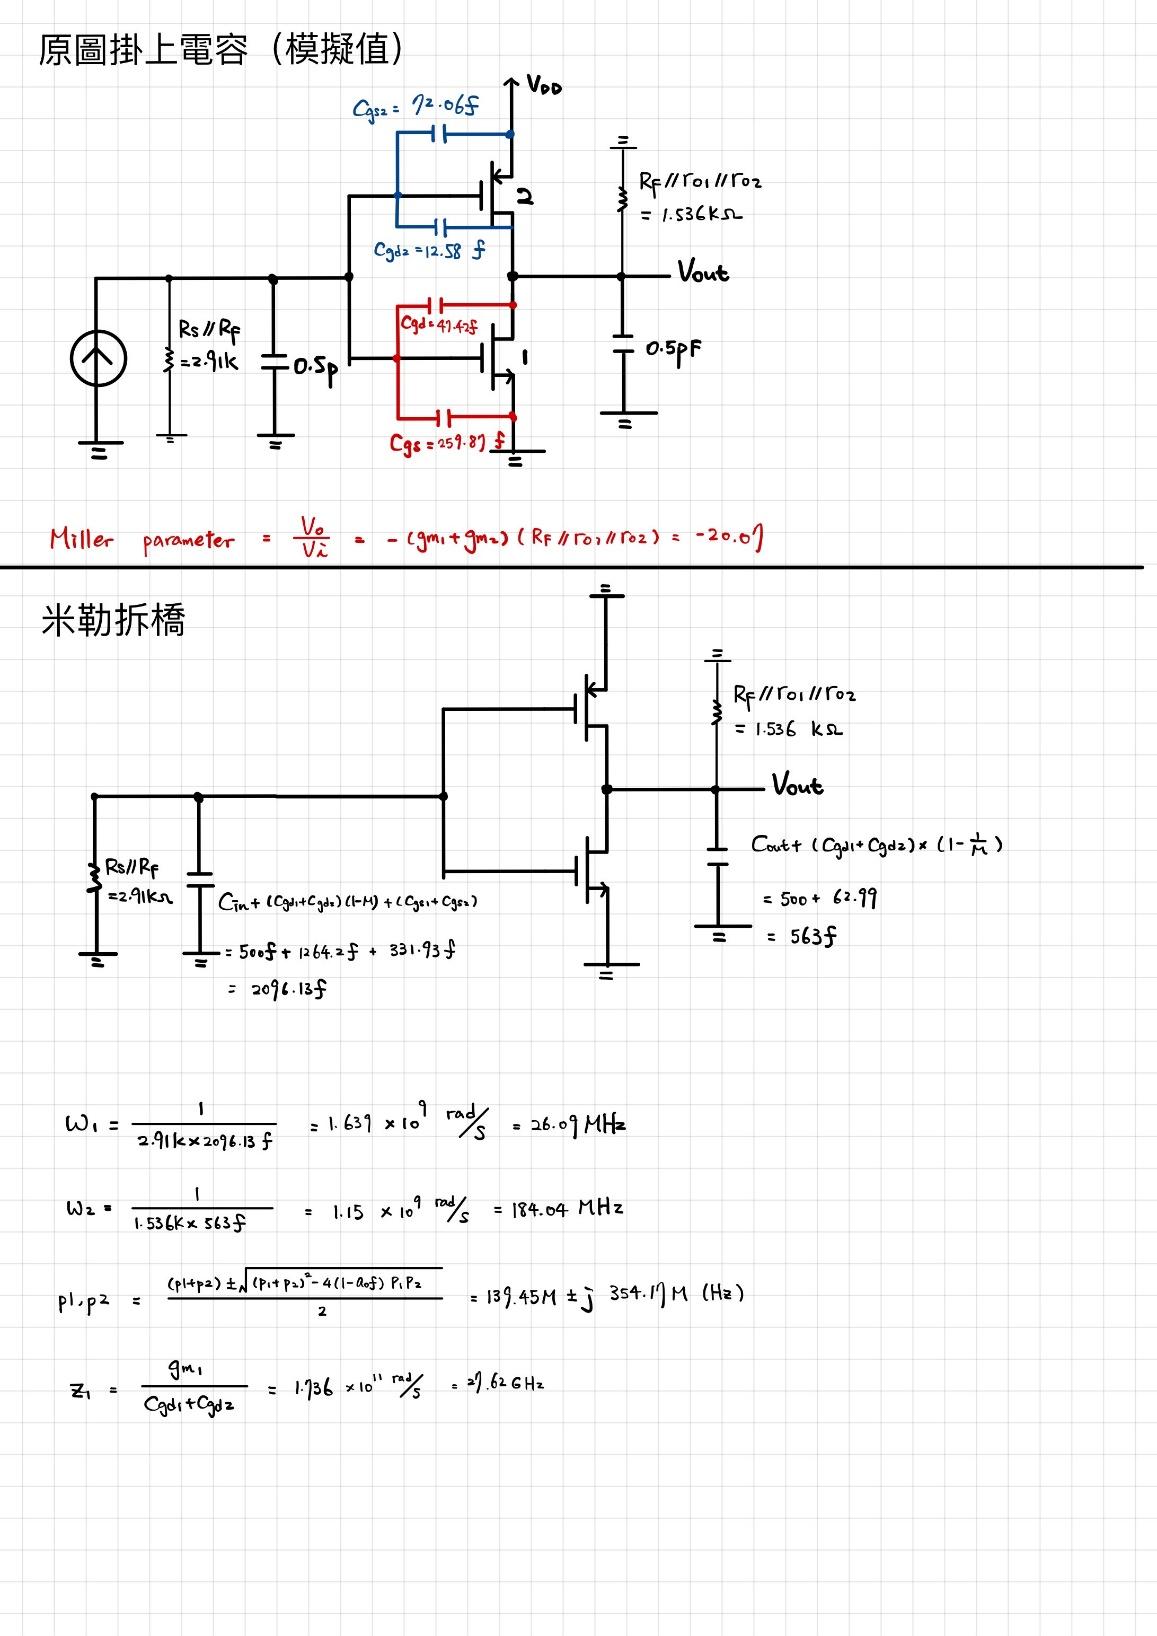 原圖掛上電容（模擬值）
VDD
Cgs2 = 72.06f
2
RF//ro1//ro2
= 1.536kΩ
Cgd2 = 12.58 f
Vout
Rs//RF
= 2.91k
0.5p
Cgd = 47.42f
1
0.5pF
Cgs = 259.87 f
Miller parameter = Vo/Vi = - (gm1+gm2) ( RF//ro1//ro2 ) = -20.07
米勒拆橋
RF//ro1//ro2
= 1.536 kΩ
Vout
Rs//RF
=2.91kΩ
Cin + (Cgd1+Cgd2)(1-M) + (Cgs1+Cgs2)
= 500f + 1264.2f + 331.93f
= 2096.13f
Cout + (Cgd1+Cgd2)× (1-1/M)
= 500 + 62.99
= 563f
ω1 = 1/(2.91k×2096.13f) = 1.639 ×10^9 rad/s = 26.09 MHz
ω2 = 1/(1.536k× 563f) = 1.15 ×10^9 rad/s = 184.04 MHz
p1,p2 = ((p1+p2) ±√((p1+p2)^2 - 4(1-a0f) P1P2))/2 = 139.45M ± j 354.17M (Hz)
Z1 = gm1/(Cgd1+Cgd2) = 1.736 ×10^11 rad/s = 27.62GHz